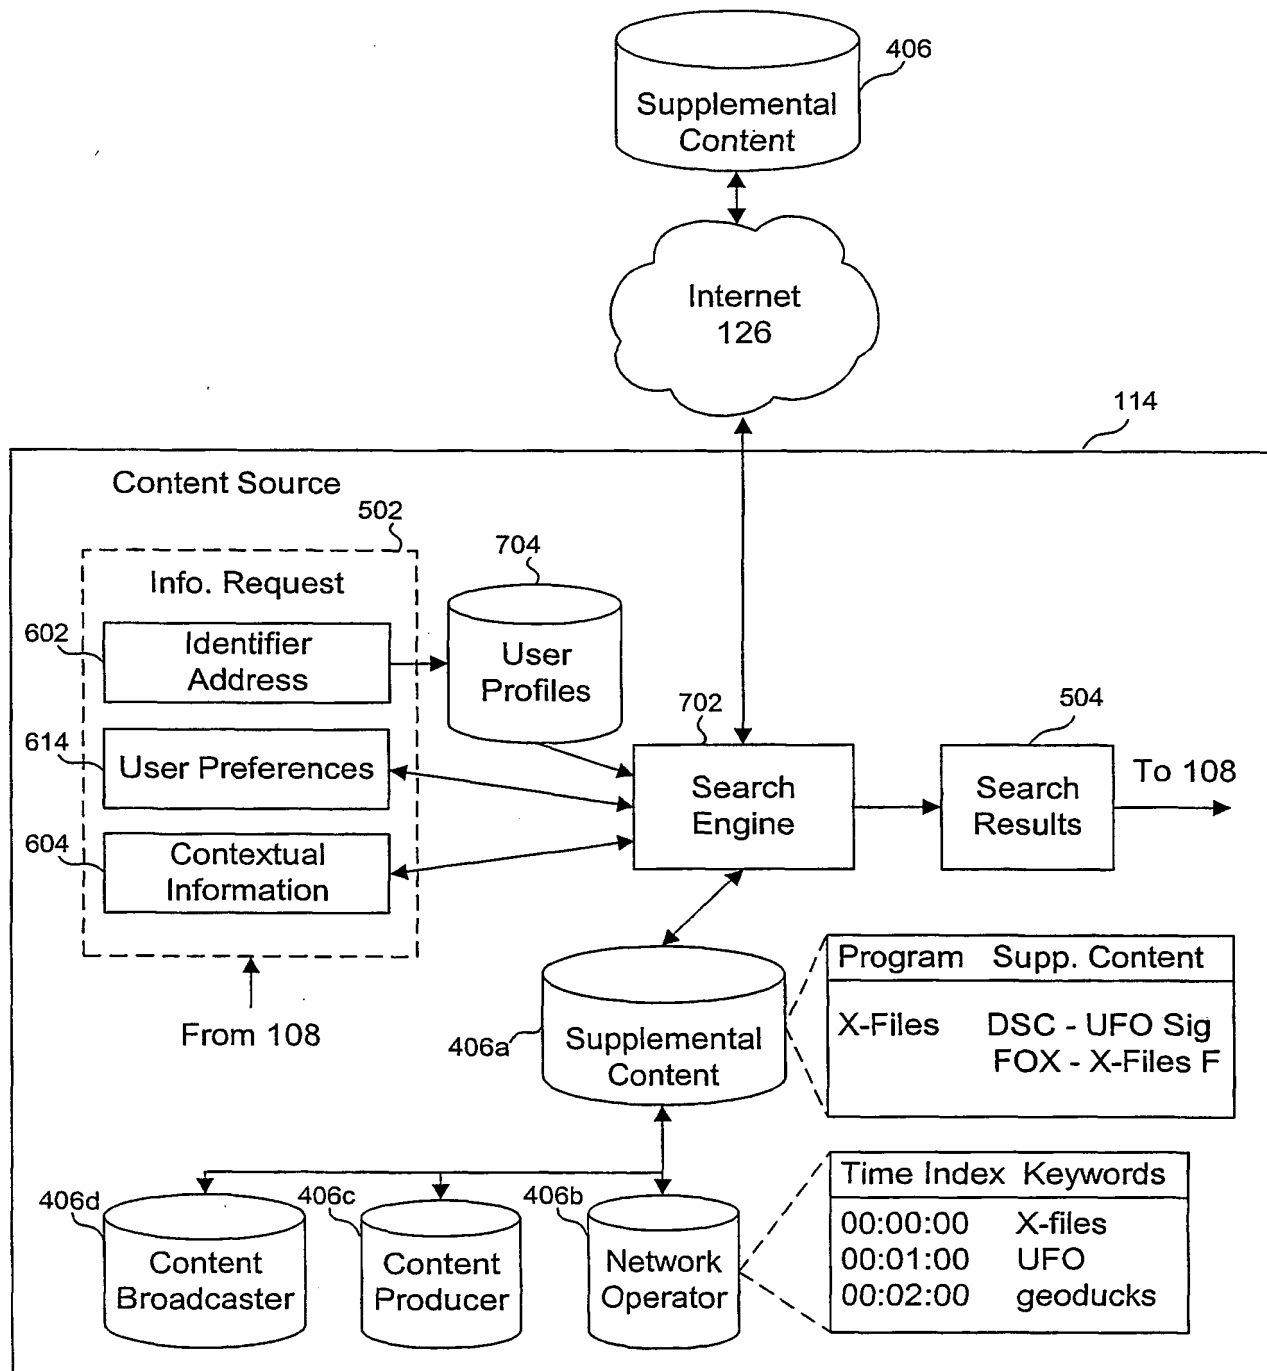 406
Supplemental
Content
Internet
126
114
Content Source
502
704
Info. Request
602
Identifier
Address
User
Profiles
702
504
614
User Preferences
Search
Engine
Search
Results
To 108
604
Contextual
Information
From 108
406a
Supplemental
Content
Program Supp. Content
X-Files DSC - UFO Sig
FOX - X-Files F
406d
Content
Broadcaster
406c
Content
Producer
406b
Network
Operator
Time Index Keywords
00:00:00 X-files
00:01:00 UFO
00:02:00 geoducks